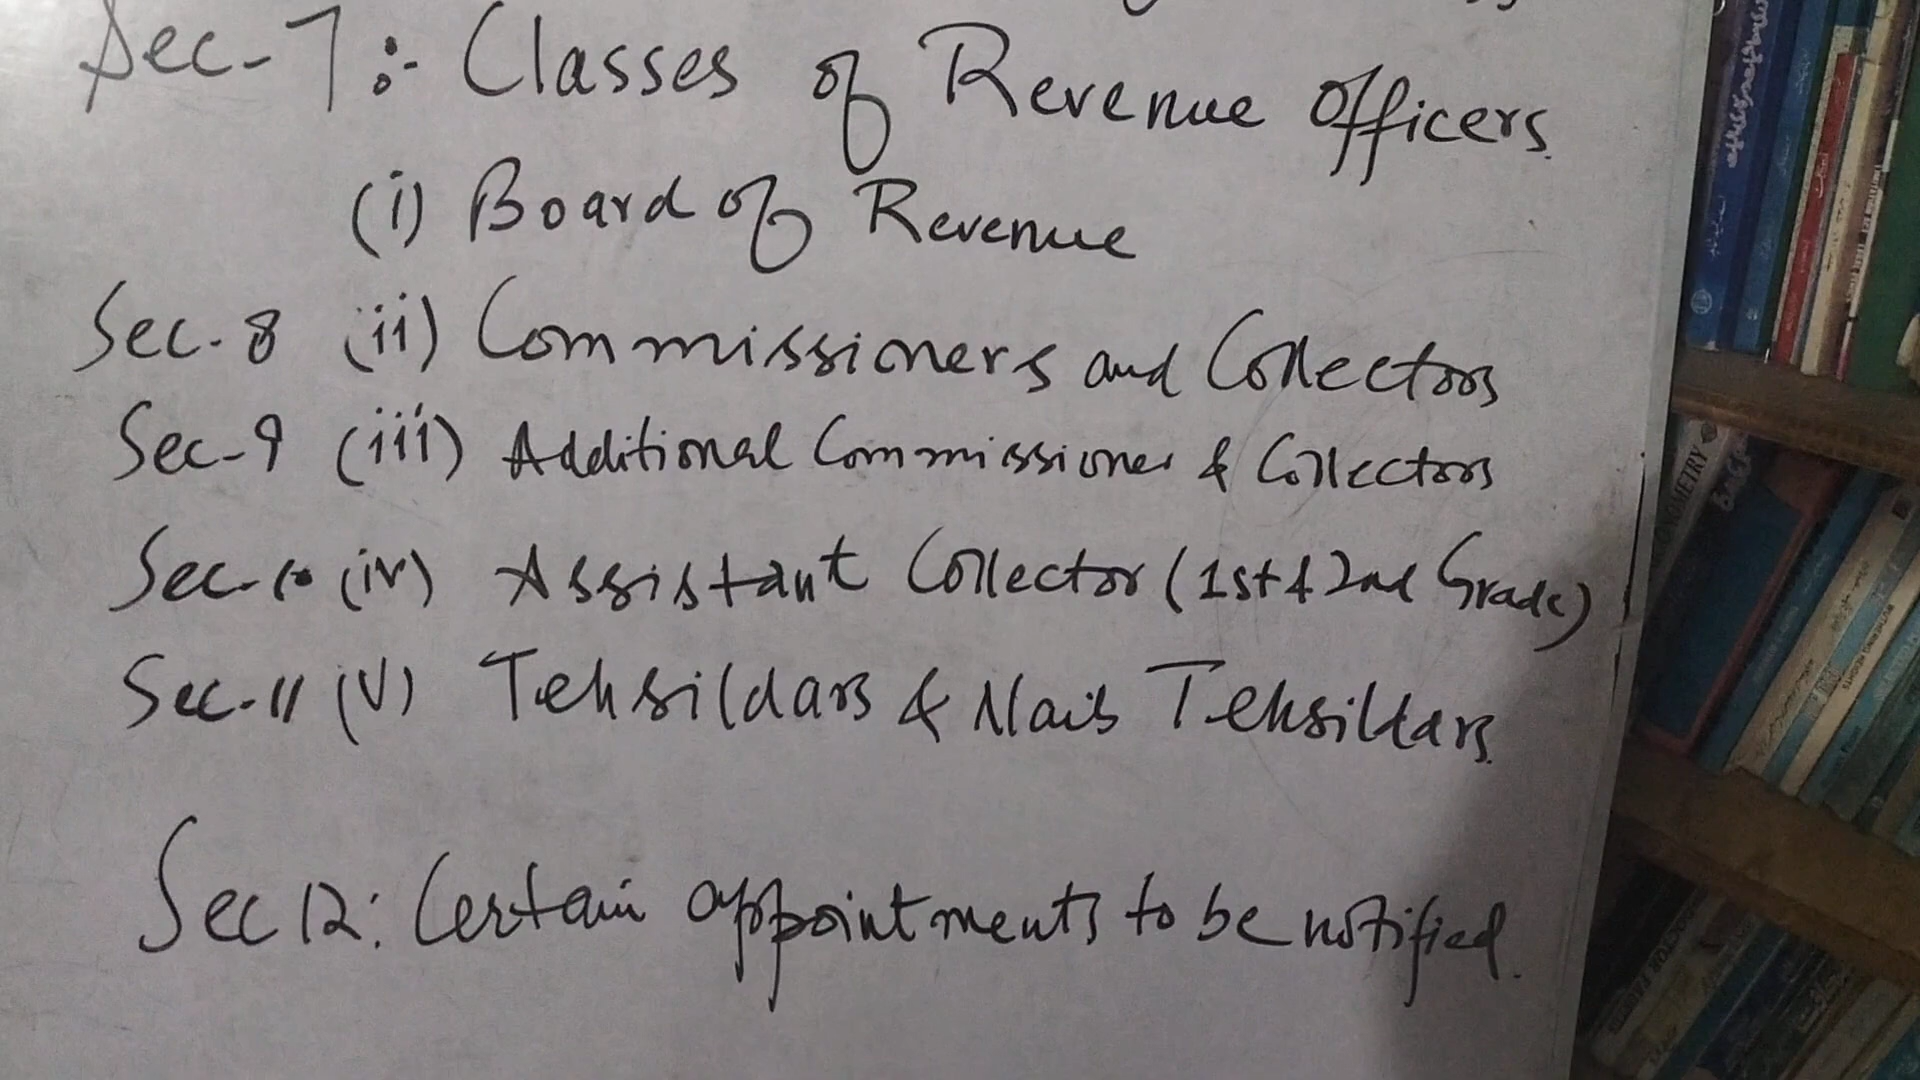 Sec-7:- Classes of Revenue Officers.
(i) Board of Revenue
Sec. 8 (ii) Commissioners and Collectors
Sec-9 (iii) Additional Commissioner & Collectors
Sec-10 (iv) Assistant Collector (1st & 2nd Grade)
Sec-11 (V) Tehsildars & Naib Tehsildars.
Sec 12: Certain appointments to be notified.